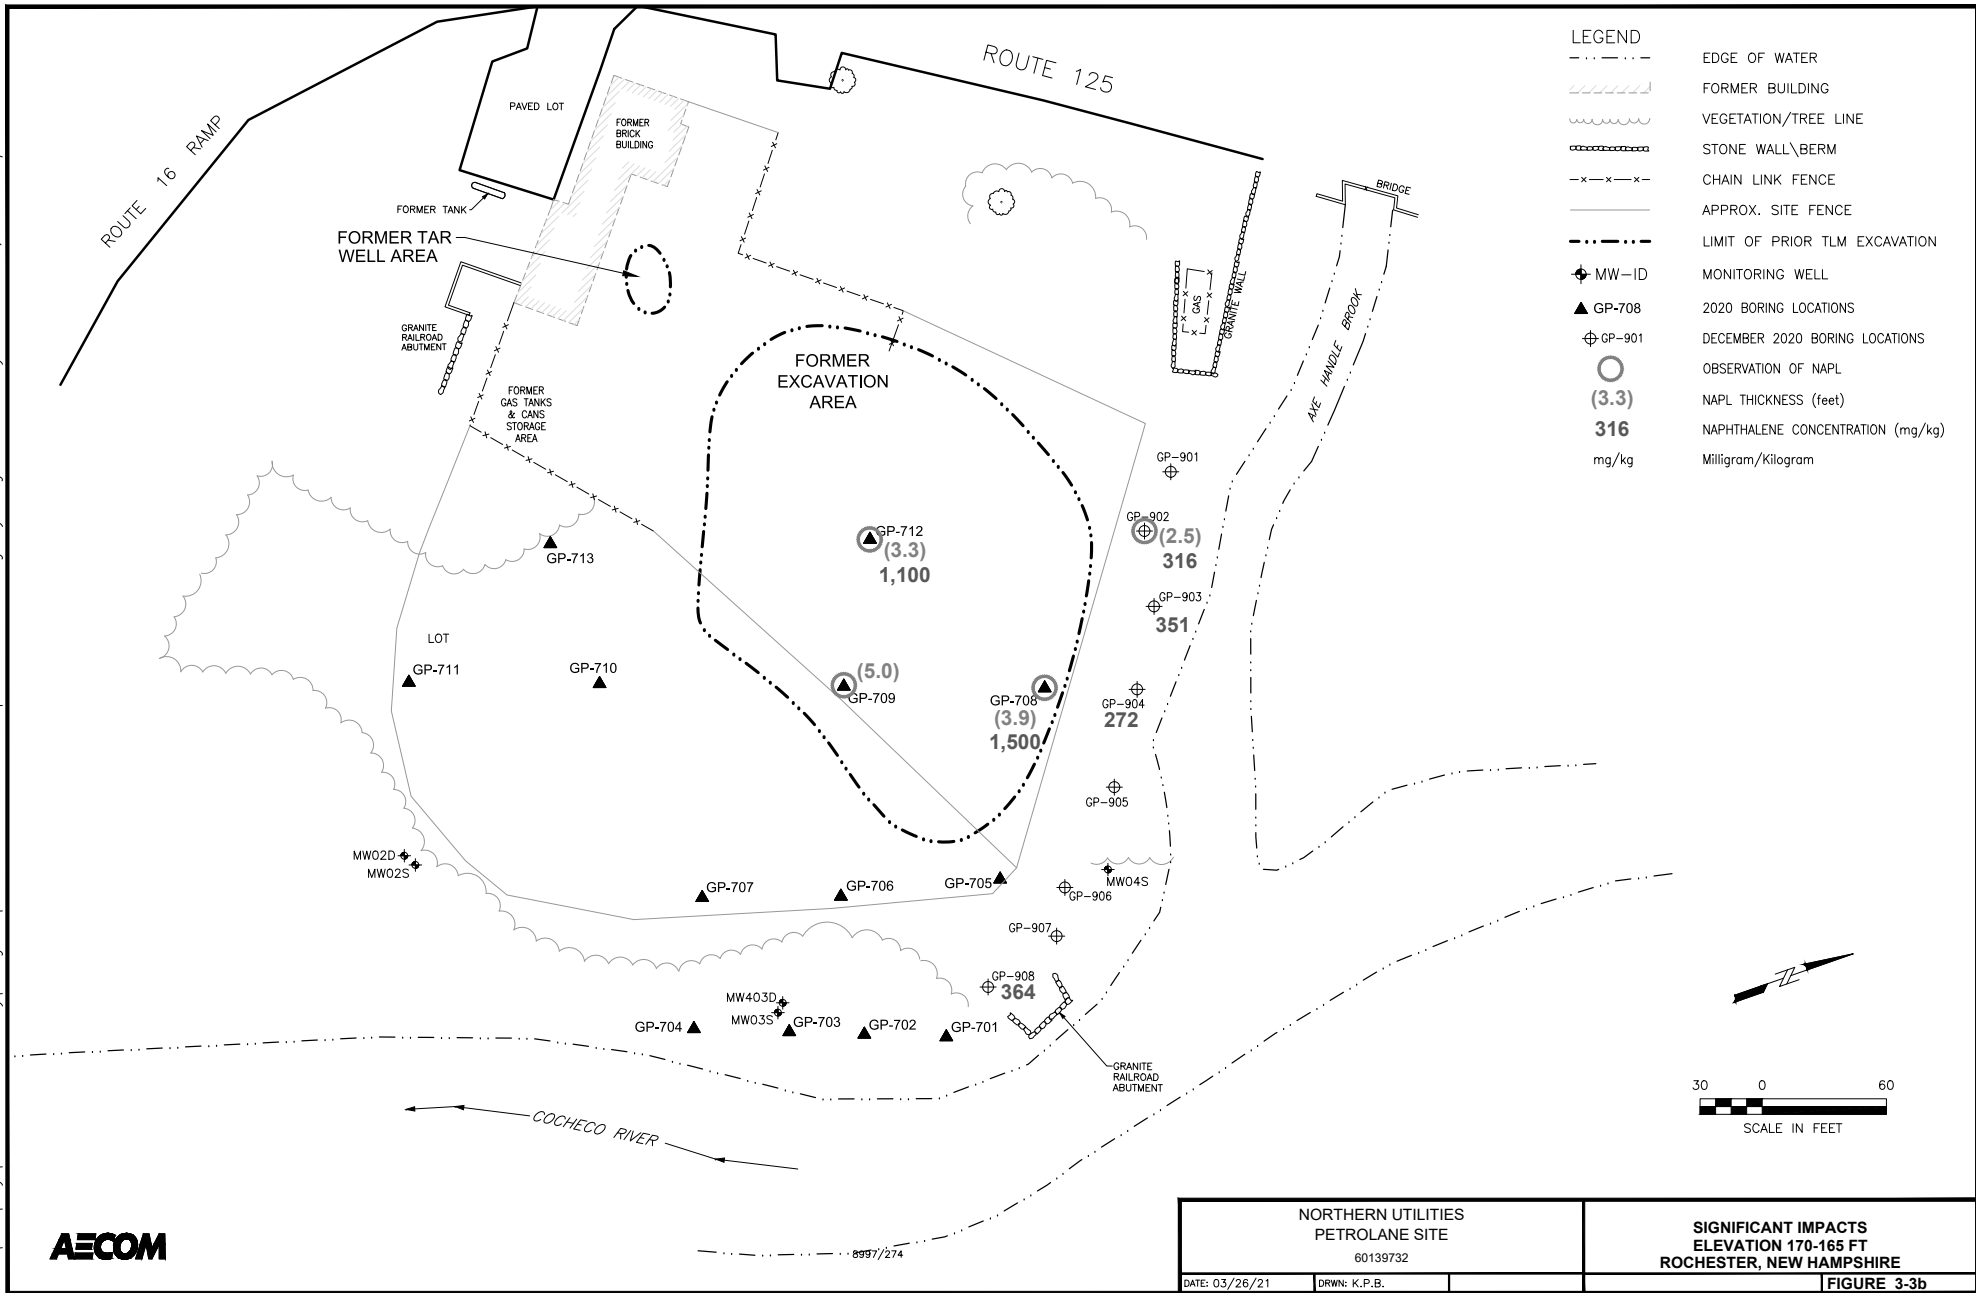 ROUTE 125
ROUTE 16 RAMP
PAVED LOT
FORMER
BRICK
BUILDING
FORMER TANK
FORMER TAR
WELL AREA
GRANITE
RAILROAD
ABUTMENT
FORMER
GAS TANKS
& CANS
STORAGE
AREA
FORMER
EXCAVATION
AREA
GAS
GRANITE WALL
BRIDGE
AXE HANDLE BROOK
LEGEND
EDGE OF WATER
FORMER BUILDING
VEGETATION/TREE LINE
STONE WALL\BERM
CHAIN LINK FENCE
APPROX. SITE FENCE
LIMIT OF PRIOR TLM EXCAVATION
MW-ID MONITORING WELL
GP-708 2020 BORING LOCATIONS
GP-901 DECEMBER 2020 BORING LOCATIONS
OBSERVATION OF NAPL
(3.3) NAPL THICKNESS (feet)
316 NAPHTHALENE CONCENTRATION (mg/kg)
mg/kg Milligram/Kilogram
GP-901
GP-902
(2.5)
316
GP-712
(3.3)
1,100
GP-713
GP-903
351
LOT
GP-711
GP-710
(5.0)
GP-709
GP-708
(3.9)
1,500
GP-904
272
GP-905
MW02D
MW02S
GP-707
GP-706
GP-705
MW04S
GP-906
GP-907
GP-908
364
MW403D
MW03S
GP-704
GP-703
GP-702
GP-701
GRANITE
RAILROAD
ABUTMENT
COCHECO RIVER
30 0 60
SCALE IN FEET
AECOM
8997/274
NORTHERN UTILITIES
PETROLANE SITE
60139732
DATE: 03/26/21 DRWN: K.P.B.
SIGNIFICANT IMPACTS
ELEVATION 170-165 FT
ROCHESTER, NEW HAMPSHIRE
FIGURE 3-3b